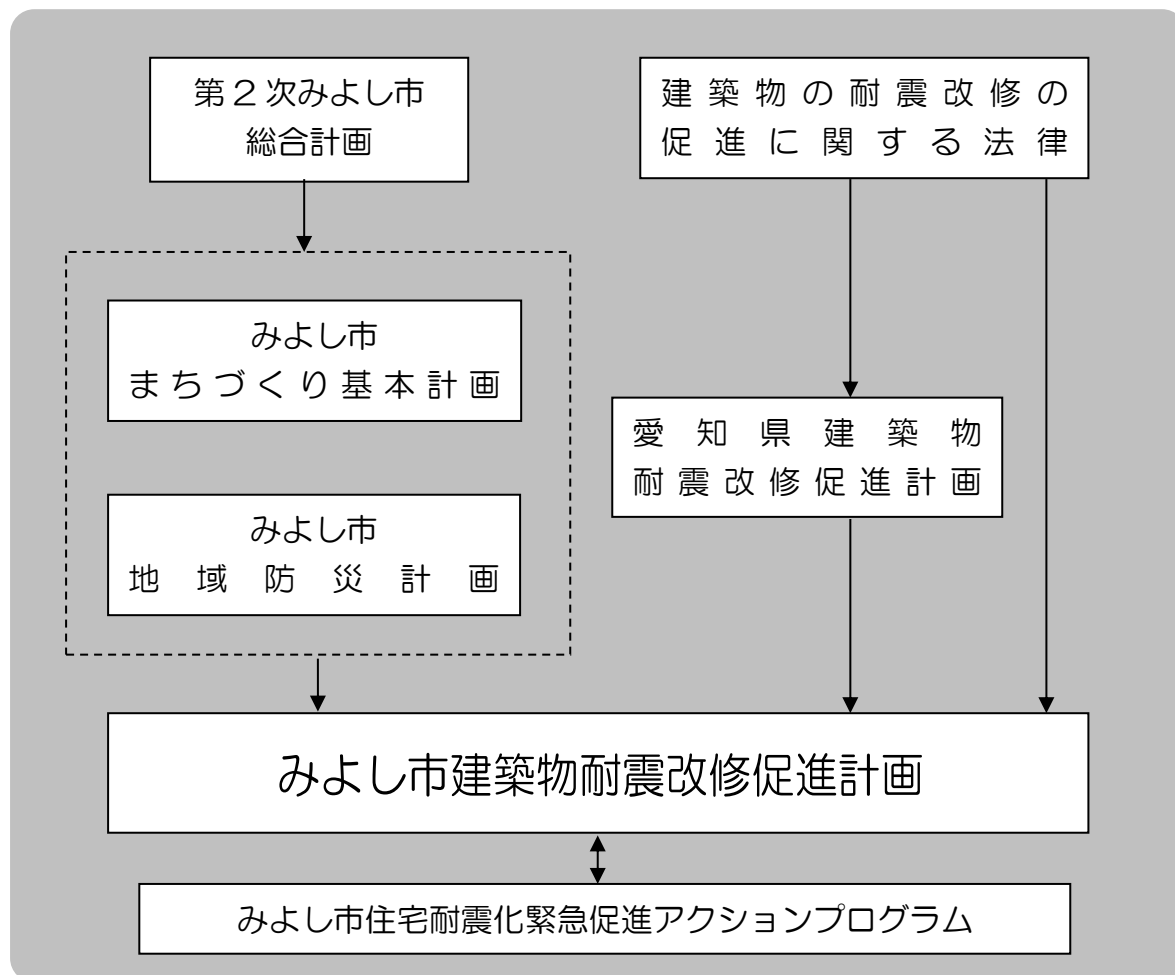 第２次みよし市
総合計画
建築物の耐震改修の
促進に関する法律
みよし市
まちづくり基本計画
愛知県建築物
耐震改修促進計画
みよし市
地域防災計画
みよし市建築物耐震改修促進計画
みよし市住宅耐震化緊急促進アクションプログラム